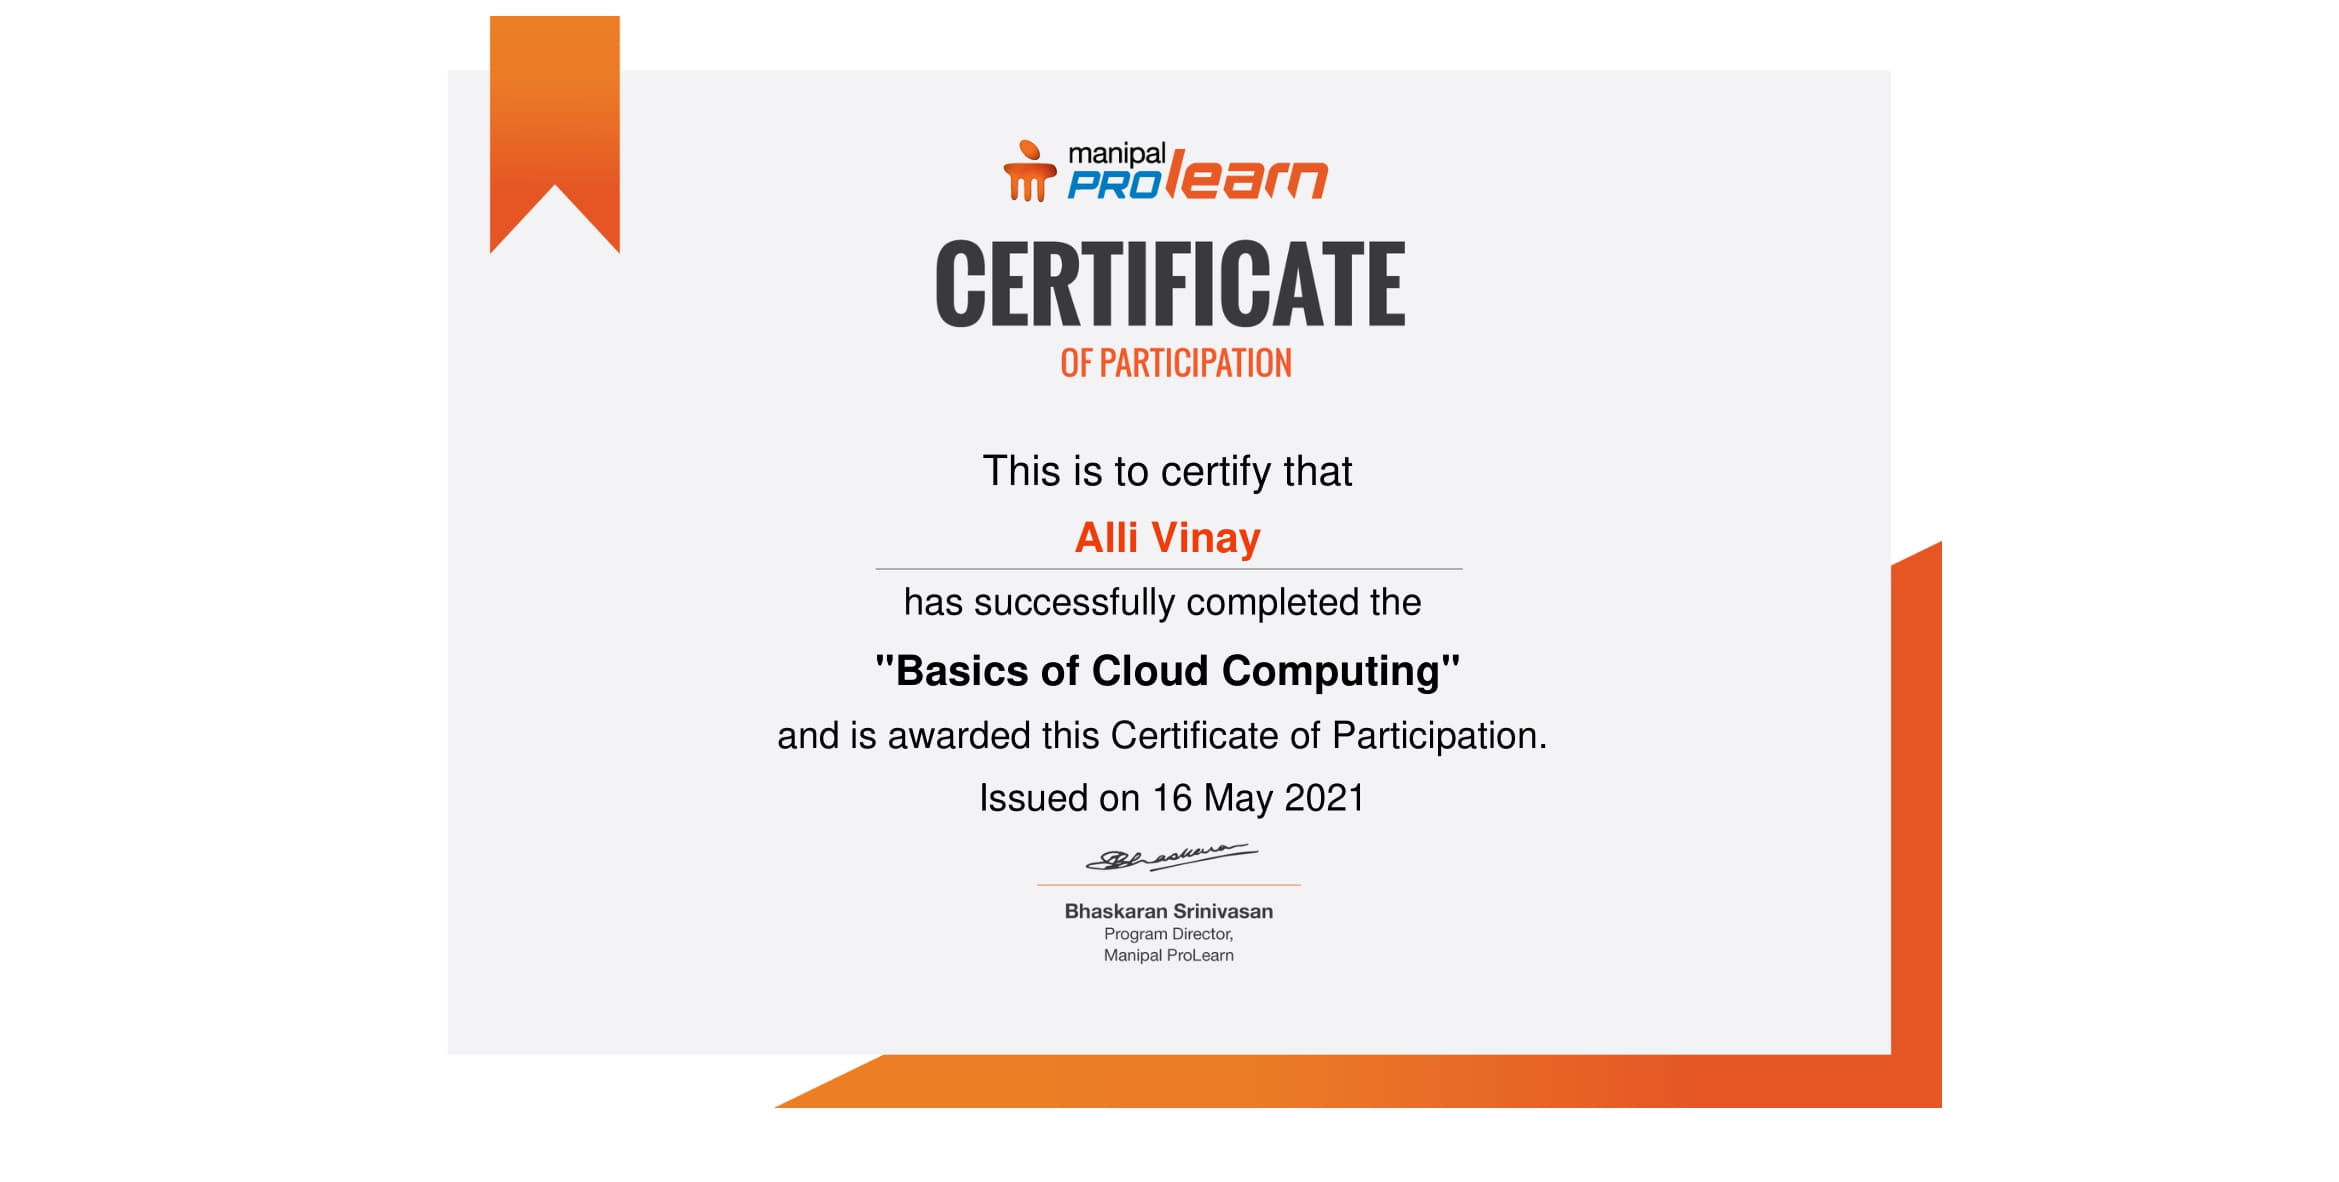 manipal
PROlearn
CERTIFICATE
OF PARTICIPATION
This is to certify that
Alli Vinay
has successfully completed the
"Basics of Cloud Computing"
and is awarded this Certificate of Participation.
Issued on 16 May 2021
Bhaskaran
Bhaskaran Srinivasan
Program Director,
Manipal ProLearn